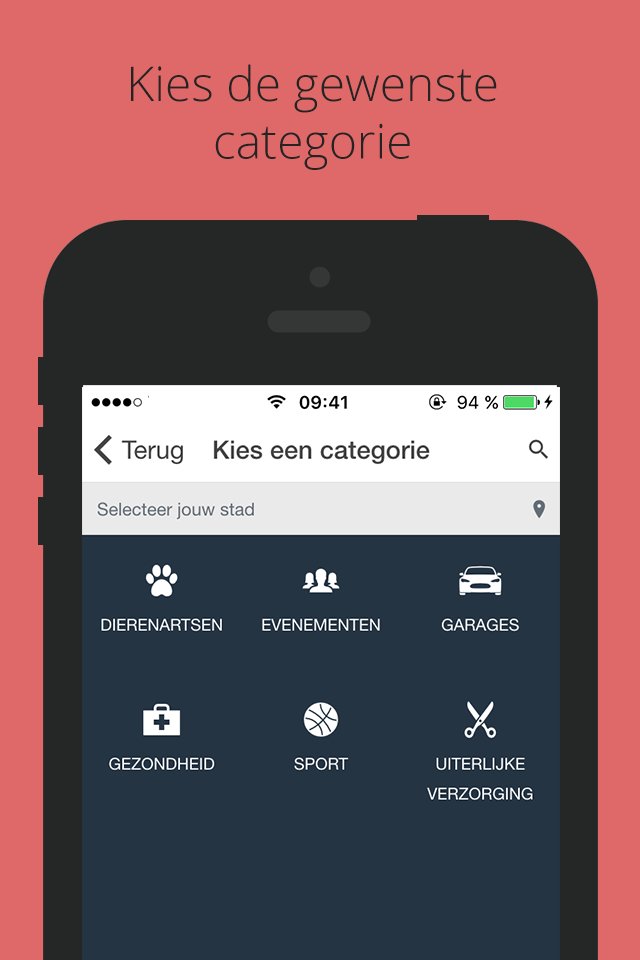 Kies de gewenste
categorie
09:41
94 %
Terug
Kies een categorie
Selecteer jouw stad
DIERENARTSEN
EVENEMENTEN
GARAGES
GEZONDHEID
SPORT
UITERLIJKE
VERZORGING